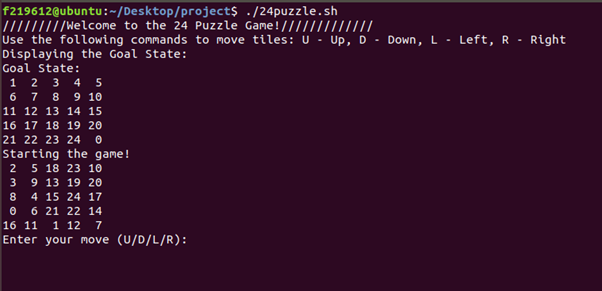 f219612@ubuntu:~/Desktop/project$ ./24puzzle.sh
/////////Welcome to the 24 Puzzle Game!/////////////
Use the following commands to move tiles: U - Up, D - Down, L - Left, R - Right
Displaying the Goal State:
Goal State:
 1  2  3  4  5
 6  7  8  9 10
11 12 13 14 15
16 17 18 19 20
21 22 23 24  0
Starting the game!
 2  5 18 23 10
 3  9 13 19 20
 8  4 15 24 17
 0  6 21 22 14
16 11  1 12  7
Enter your move (U/D/L/R):